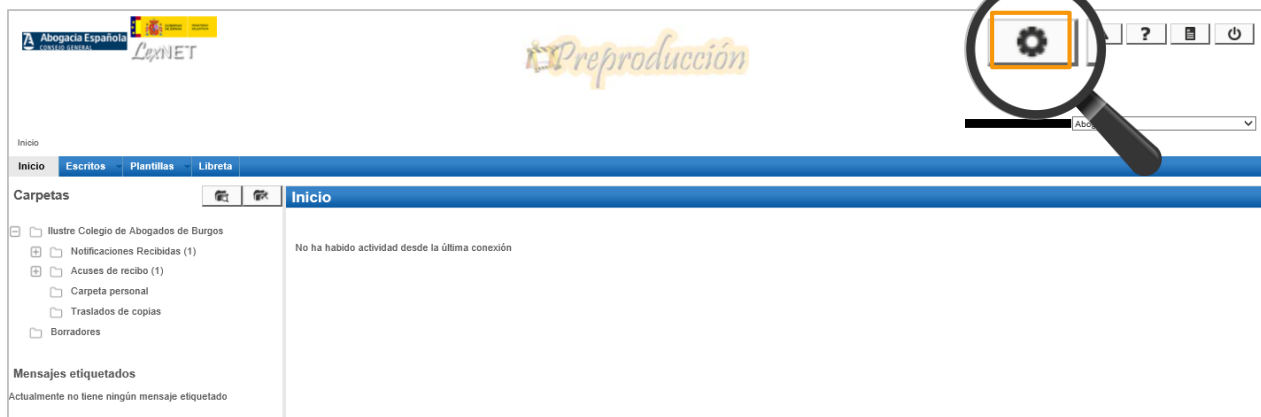 Abogacía Española
CONSEJO GENERAL
LexNET
Preproducción
?
Inicio
Inicio
Escritos
Plantillas
Libreta
Carpetas
Inicio
Ilustre Colegio de Abogados de Burgos
No ha habido actividad desde la última conexión
Notificaciones Recibidas (1)
Acuses de recibo (1)
Carpeta personal
Traslados de copias
Borradores
Mensajes etiquetados
Actualmente no tiene ningún mensaje etiquetado